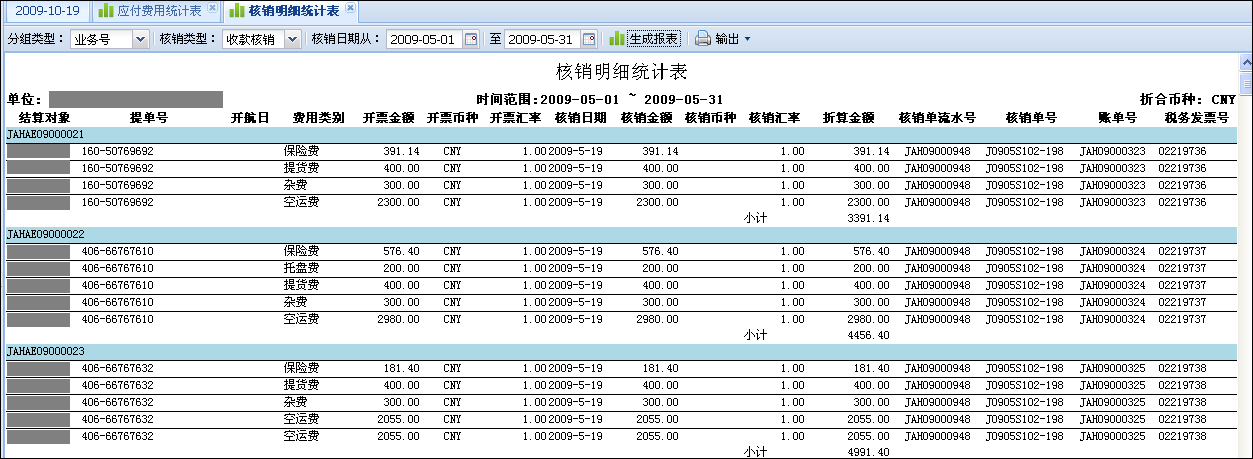 2009-10-19 应付费用统计表 核销明细统计表
分组类型： 业务号 核销类型： 收款核销 核销日期从： 2009-05-01 至 2009-05-31 生成报表 输出
核销明细统计表
单位： 时间范围:2009-05-01 ~ 2009-05-31 折合币种: CNY
结算对象 提单号 开航日 费用类别 开票金额 开票币种 开票汇率 核销日期 核销金额 核销币种 核销汇率 折算金额 核销单流水号 核销单号 账单号 税务发票号
JAHAE09000021
160-50769692 保险费 391.14 CNY 1.00 2009-5-19 391.14 1.00 391.14 JAH09000948 J0905S102-198 JAH09000323 02219736
160-50769692 提货费 400.00 CNY 1.00 2009-5-19 400.00 1.00 400.00 JAH09000948 J0905S102-198 JAH09000323 02219736
160-50769692 杂费 300.00 CNY 1.00 2009-5-19 300.00 1.00 300.00 JAH09000948 J0905S102-198 JAH09000323 02219736
160-50769692 空运费 2300.00 CNY 1.00 2009-5-19 2300.00 1.00 2300.00 JAH09000948 J0905S102-198 JAH09000323 02219736
小计 3391.14
JAHAE09000022
406-66767610 保险费 576.40 CNY 1.00 2009-5-19 576.40 1.00 576.40 JAH09000948 J0905S102-198 JAH09000324 02219737
406-66767610 托盘费 200.00 CNY 1.00 2009-5-19 200.00 1.00 200.00 JAH09000948 J0905S102-198 JAH09000324 02219737
406-66767610 提货费 400.00 CNY 1.00 2009-5-19 400.00 1.00 400.00 JAH09000948 J0905S102-198 JAH09000324 02219737
406-66767610 杂费 300.00 CNY 1.00 2009-5-19 300.00 1.00 300.00 JAH09000948 J0905S102-198 JAH09000324 02219737
406-66767610 空运费 2980.00 CNY 1.00 2009-5-19 2980.00 1.00 2980.00 JAH09000948 J0905S102-198 JAH09000324 02219737
小计 4456.40
JAHAE09000023
406-66767632 保险费 181.40 CNY 1.00 2009-5-19 181.40 1.00 181.40 JAH09000948 J0905S102-198 JAH09000325 02219738
406-66767632 提货费 400.00 CNY 1.00 2009-5-19 400.00 1.00 400.00 JAH09000948 J0905S102-198 JAH09000325 02219738
406-66767632 杂费 300.00 CNY 1.00 2009-5-19 300.00 1.00 300.00 JAH09000948 J0905S102-198 JAH09000325 02219738
406-66767632 空运费 2055.00 CNY 1.00 2009-5-19 2055.00 1.00 2055.00 JAH09000948 J0905S102-198 JAH09000325 02219738
406-66767632 空运费 2055.00 CNY 1.00 2009-5-19 2055.00 1.00 2055.00 JAH09000948 J0905S102-198 JAH09000325 02219738
小计 4991.40